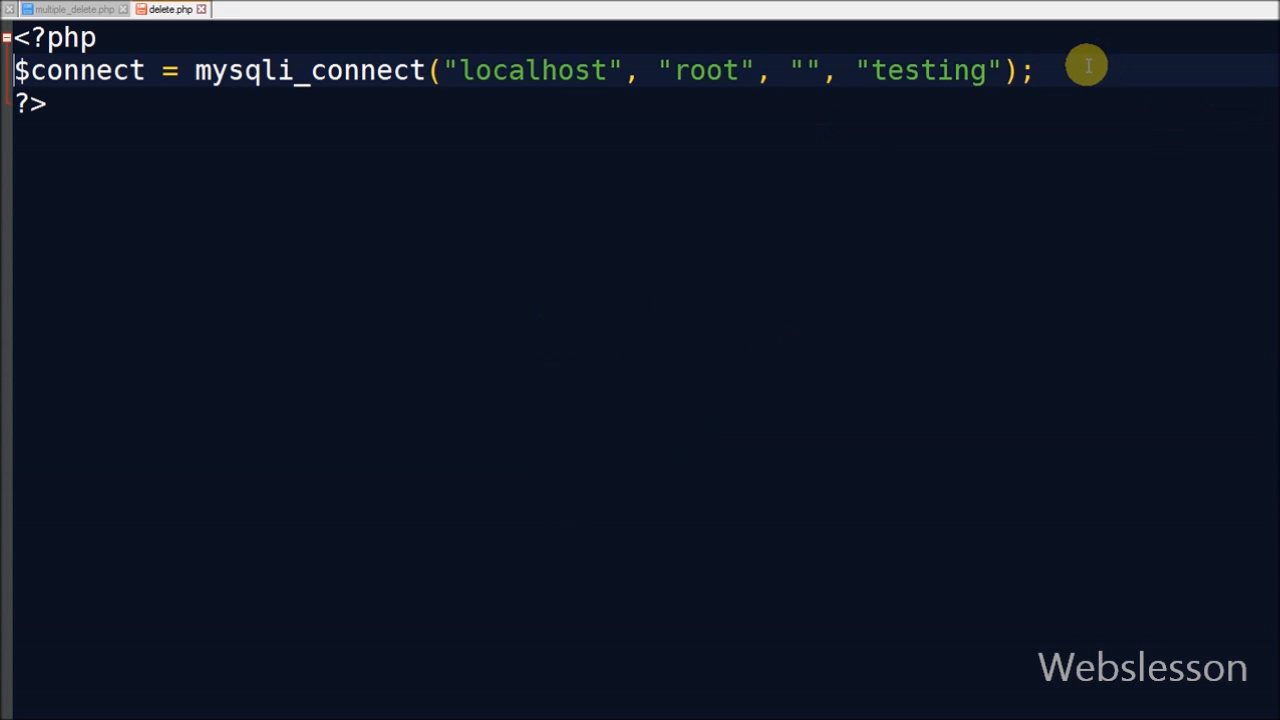 multiple_delete.php delete.php
<?php
$connect = mysqli_connect("localhost", "root", "", "testing");
?>
Webslesson